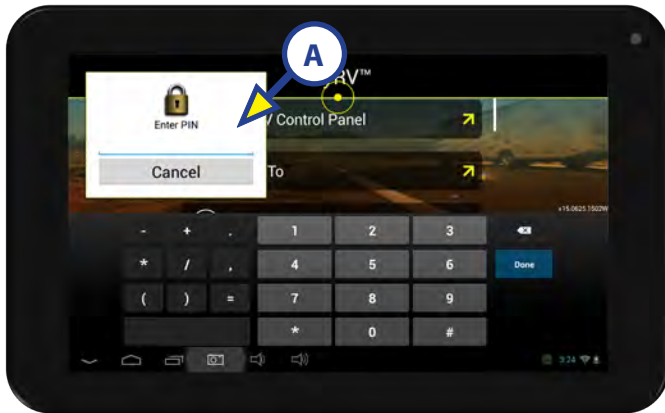 A
RV™
Enter PIN
Cancel
/ Control Panel
To
v15.0625.1502W
- + . 1 2 3
* / , 4 5 6 Done
( ) = 7 8 9
* 0 #
3:24